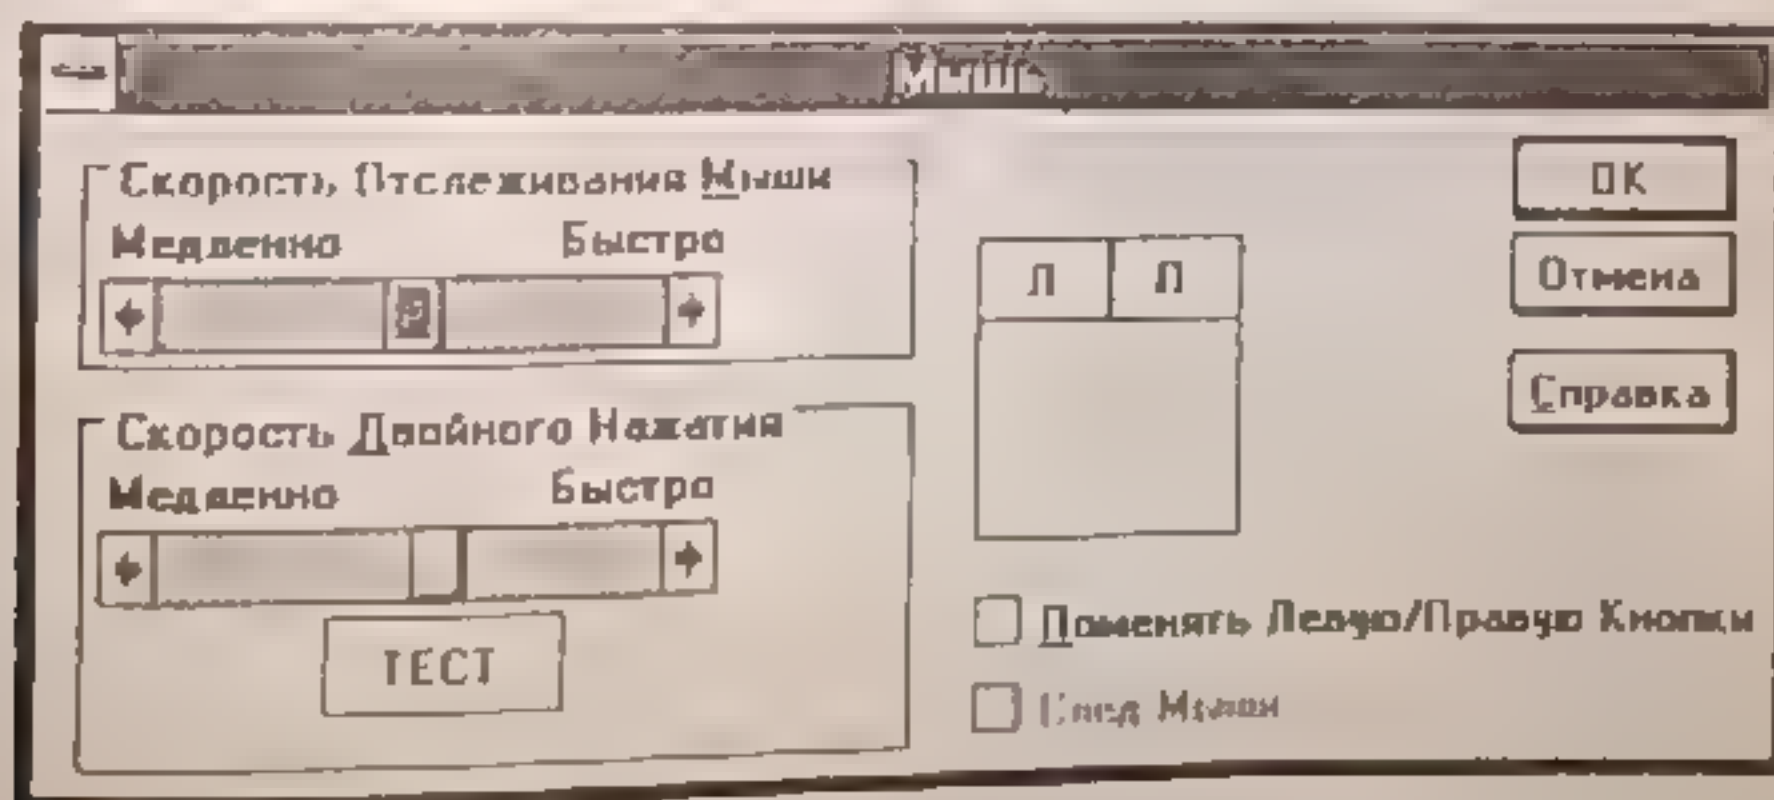 Мышь
Скорость Отслеживания Мыши
Медленно Быстро
Скорость Двойного Нажатия
Медленно Быстро
ТЕСТ
Л П
ОК
Отмена
Справка
Поменять Левую/Правую Кнопки
След Мыши